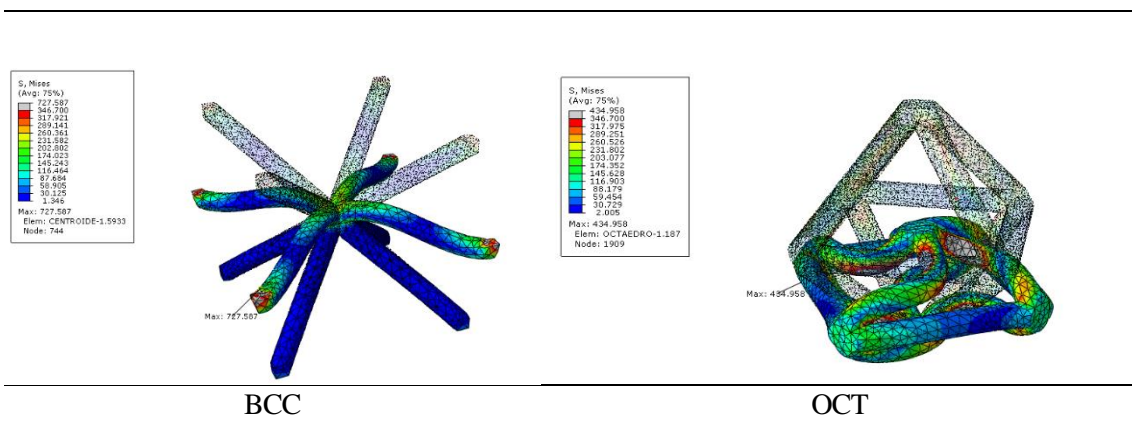 S, Mises
(Avg: 75%)
727.587
346.700
317.921
289.141
260.361
231.582
202.802
174.023
145.243
116.464
87.684
58.905
30.125
1.346
Max: 727.587
Elem: CENTROIDE-1.5933
Node: 744
Max: 727.587
S, Mises
(Avg: 75%)
434.958
346.700
317.975
289.251
260.526
231.802
203.077
174.352
145.628
116.903
88.179
59.454
30.729
2.005
Max: 434.958
Elem: OCTAEDRO-1.187
Node: 1909
Max: 434.958
BCC
OCT